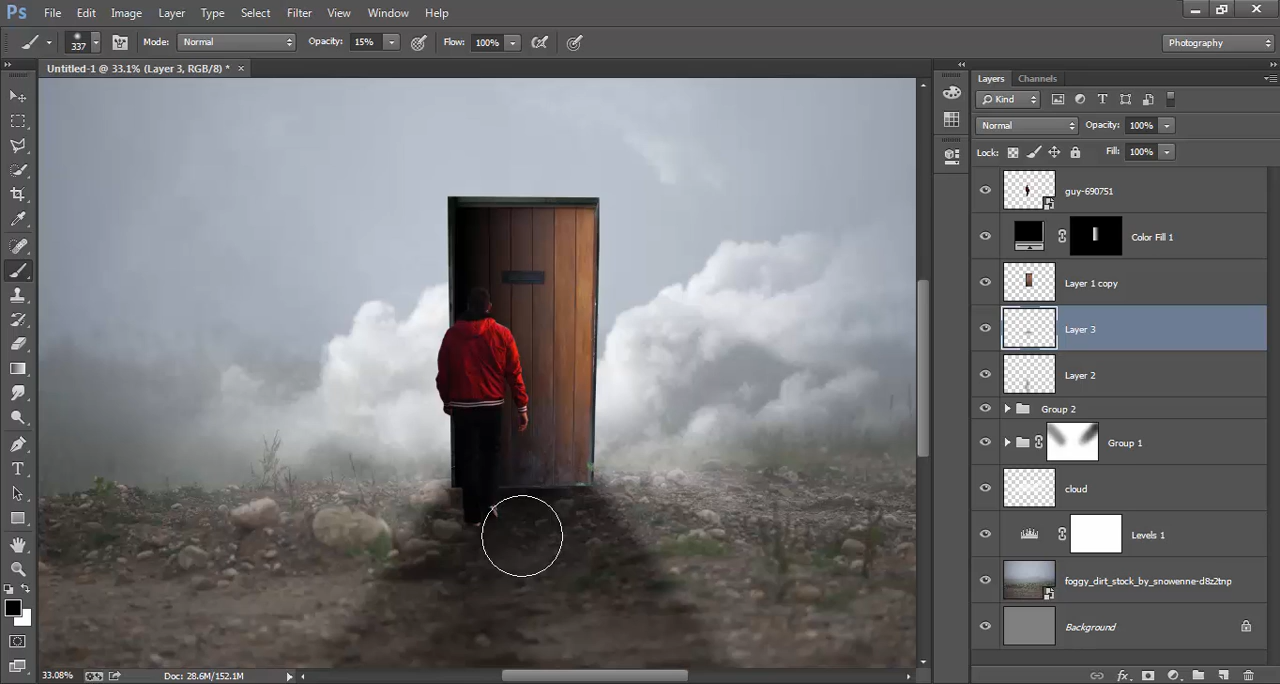 Ps File Edit Image Layer Type Select Filter View Window Help
337 Mode: Normal Opacity: 15% Flow: 100% Photography
Untitled-1 @ 33.1% (Layer 3, RGB/8) * ×
Layers Channels
Kind
Normal Opacity: 100%
Lock: Fill: 100%
guy-690751
Color Fill 1
Layer 1 copy
Layer 3
Layer 2
Group 2
Group 1
cloud
Levels 1
foggy_dirt_stock_by_snowenne-d8z2tnp
Background
33.08% Doc: 28.6M/152.1M